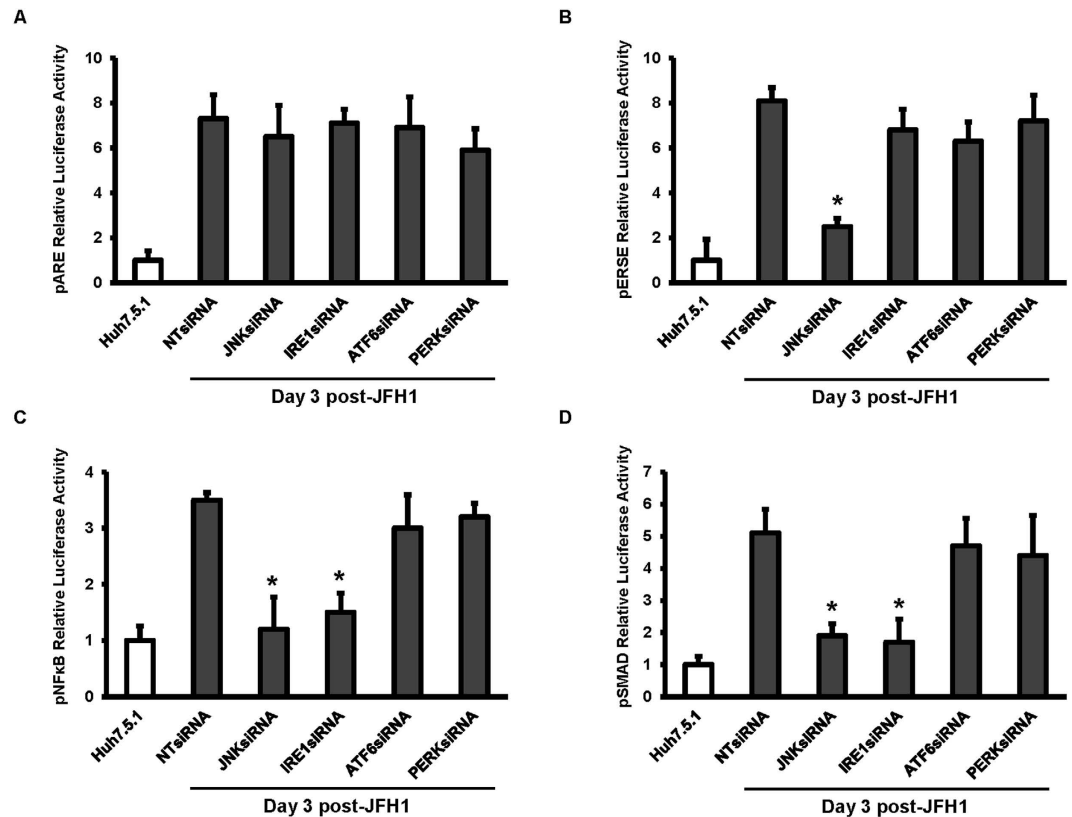 A
pARE Relative Luciferase Activity
10
8
6
4
2
0
Huh7.5.1
NTsiRNA
JNKsiRNA
IRE1siRNA
ATF6siRNA
PERKsiRNA
Day 3 post-JFH1
B
pERSE Relative Luciferase Activity
10
8
6
4
2
0
*
Huh7.5.1
NTsiRNA
JNKsiRNA
IRE1siRNA
ATF6siRNA
PERKsiRNA
Day 3 post-JFH1
C
pNFκB Relative Luciferase Activity
4
3
2
1
0
*
*
Huh7.5.1
NTsiRNA
JNKsiRNA
IRE1siRNA
ATF6siRNA
PERKsiRNA
Day 3 post-JFH1
D
pSMAD Relative Luciferase Activity
7
6
5
4
3
2
1
0
*
*
Huh7.5.1
NTsiRNA
JNKsiRNA
IRE1siRNA
ATF6siRNA
PERKsiRNA
Day 3 post-JFH1